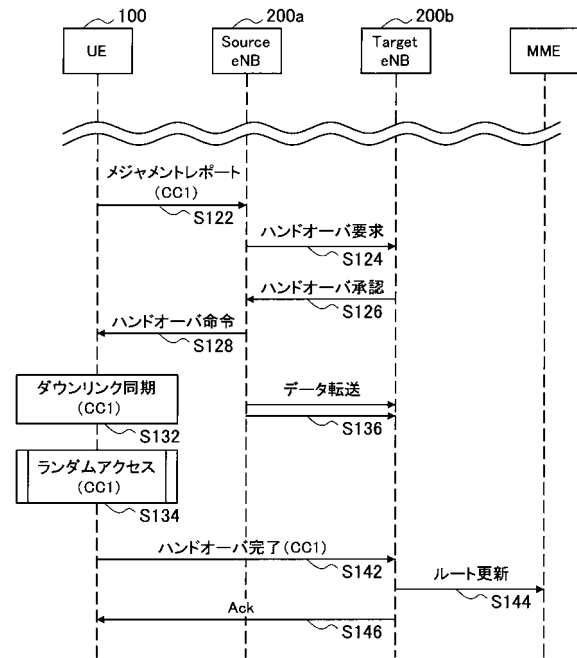 100
200a
200b
UE
Source
eNB
Target
eNB
MME
メジャメントレポート
(CC1)
S122
ハンドオーバ要求
S124
ハンドオーバ承認
S126
ハンドオーバ命令
S128
ダウンリンク同期
(CC1)
S132
データ転送
S136
ランダムアクセス
(CC1)
S134
ハンドオーバ完了(CC1)
S142
ルート更新
S144
Ack
S146